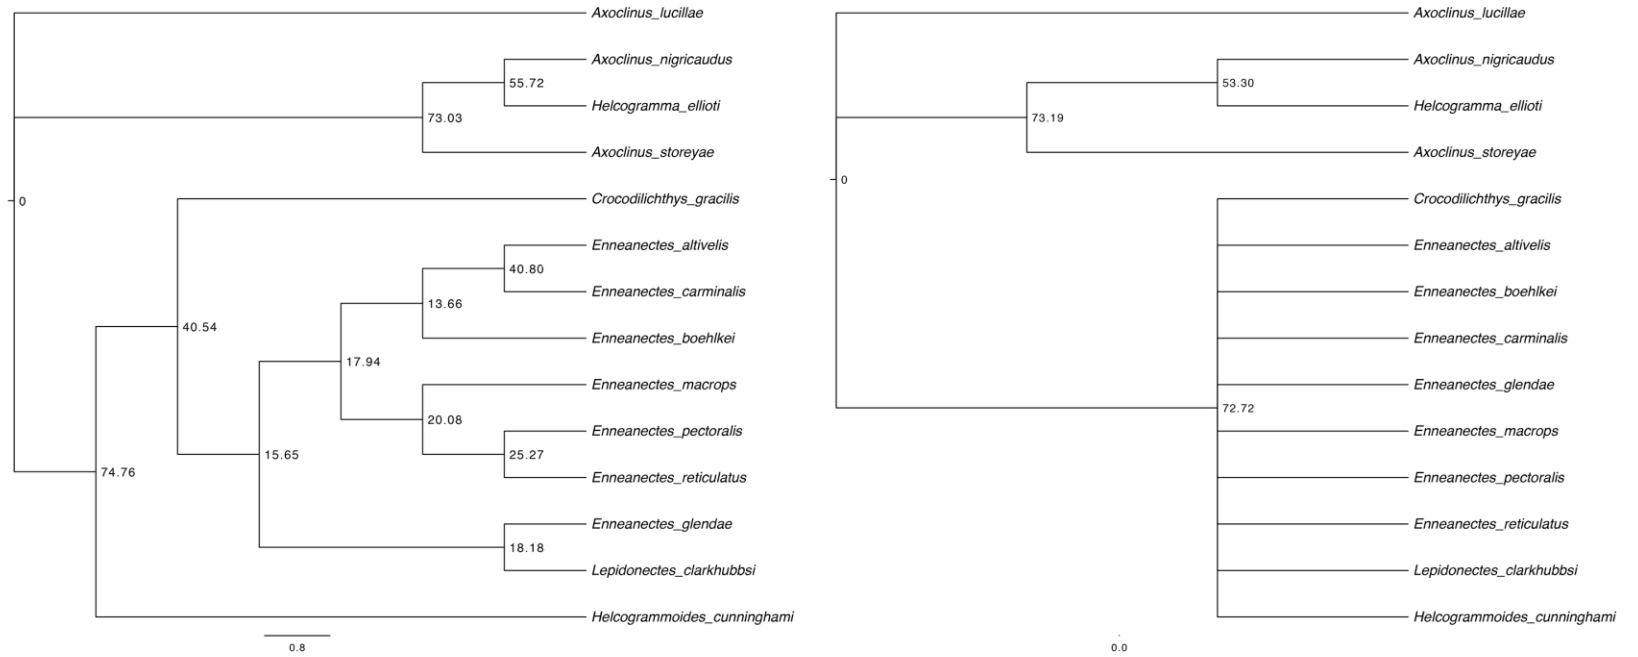 Axoclinus_lucillae
Axoclinus_nigricaudus
55.72
Helcogramma_ellioti
73.03
Axoclinus_storeyae
Crocodilichthys_gracilis
0
Enneanectes_altivelis
40.80
Enneanectes_carminalis
13.66
40.54
Enneanectes_boehlkei
17.94
Enneanectes_macrops
20.08
Enneanectes_pectoralis
25.27
15.65
74.76
Enneanectes_reticulatus
Enneanectes_glendae
18.18
Lepidonectes_clarkhubbsi
Helcogrammoides_cunninghami
0.8
Axoclinus_lucillae
Axoclinus_nigricaudus
53.30
Helcogramma_ellioti
73.19
Axoclinus_storeyae
0
Crocodilichthys_gracilis
Enneanectes_altivelis
Enneanectes_boehlkei
Enneanectes_carminalis
Enneanectes_glendae
72.72
Enneanectes_macrops
Enneanectes_pectoralis
Enneanectes_reticulatus
Lepidonectes_clarkhubbsi
Helcogrammoides_cunninghami
0.0